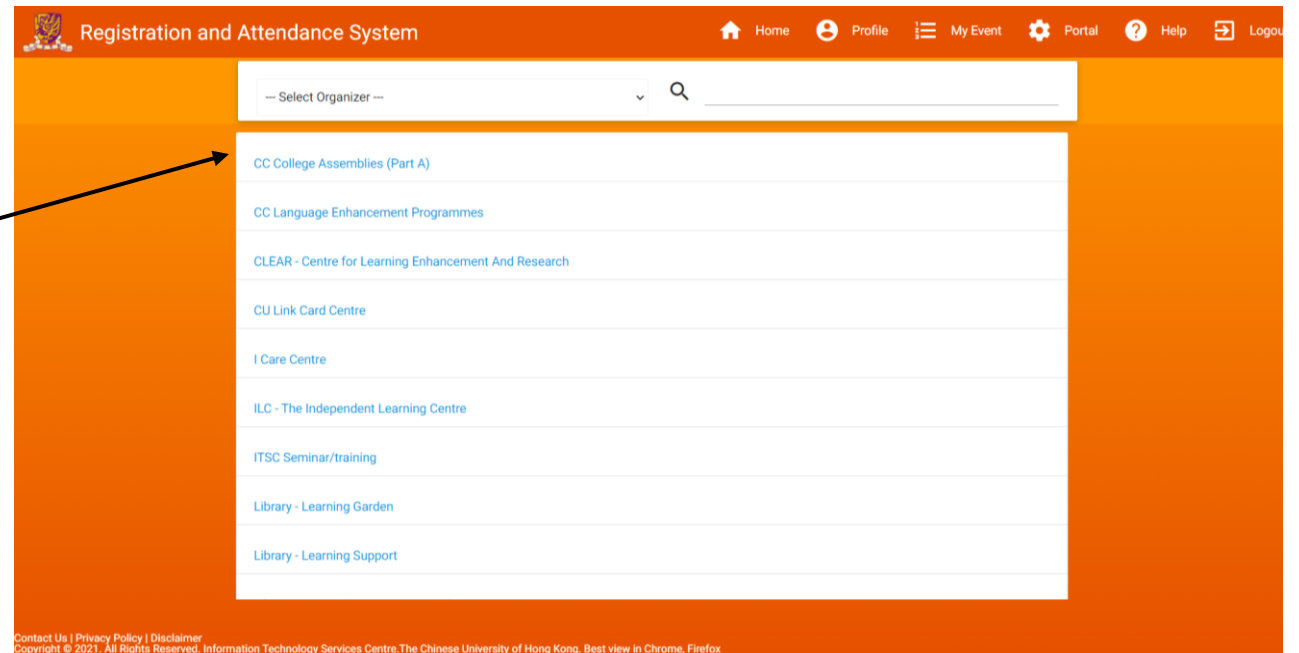 Registration and Attendance System
Home
Profile
My Event
Portal
Help
Logou
--- Select Organizer ---
CC College Assemblies (Part A)
CC Language Enhancement Programmes
CLEAR - Centre for Learning Enhancement And Research
CU Link Card Centre
I Care Centre
ILC - The Independent Learning Centre
ITSC Seminar/training
Library - Learning Garden
Library - Learning Support
Contact Us | Privacy Policy | Disclaimer
Copyright © 2021. All Rights Reserved. Information Technology Services Centre.The Chinese University of Hong Kong. Best view in Chrome, Firefox